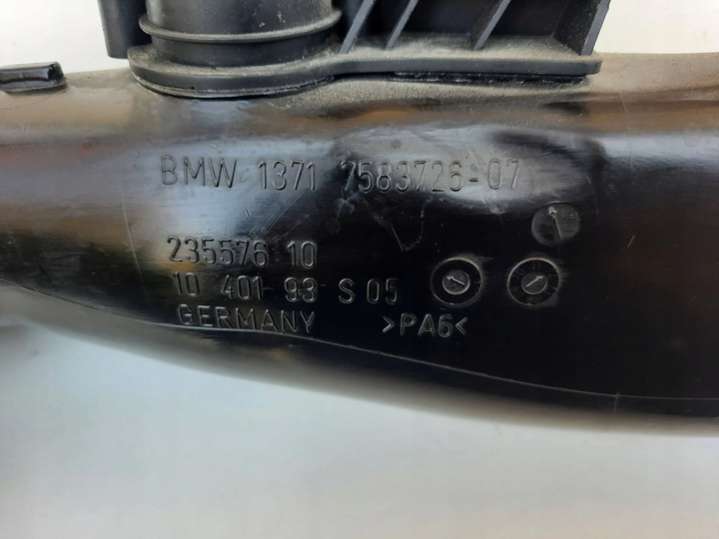 BMW 1371 7583726-07
235576 10
10 401 93 S 05
GERMANY >PA6<